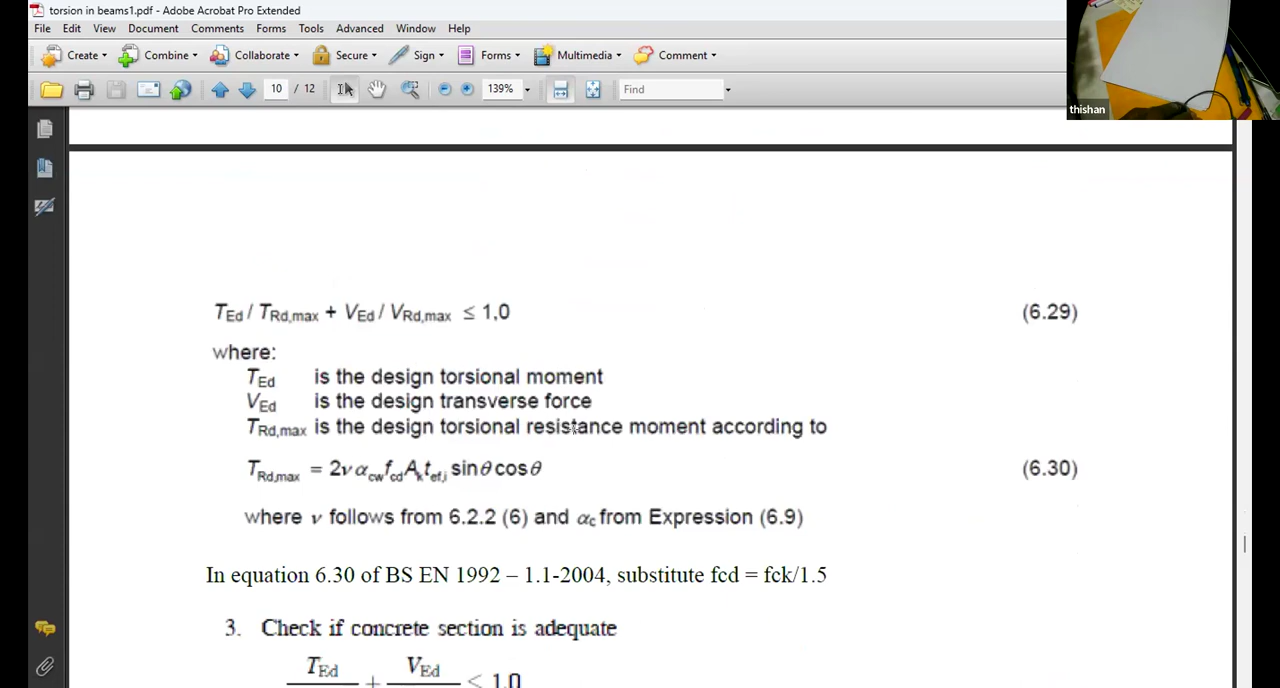 torsion in beams1.pdf - Adobe Acrobat Pro Extended
File Edit View Document Comments Forms Tools Advanced Window Help
Create Combine Collaborate Secure Sign Forms Multimedia Comment
10 / 12 139% Find
thishan
TEd / TRd,max + VEd / VRd,max ≤ 1,0 (6.29)
where:
TEd is the design torsional moment
VEd is the design transverse force
TRd,max is the design torsional resistance moment according to
TRd,max = 2ν αcw fcd Ak tef,i sinθ cosθ (6.30)
where ν follows from 6.2.2 (6) and αc from Expression (6.9)
In equation 6.30 of BS EN 1992 – 1.1-2004, substitute fcd = fck/1.5
3. Check if concrete section is adequate
TEd + VEd ≤ 1.0